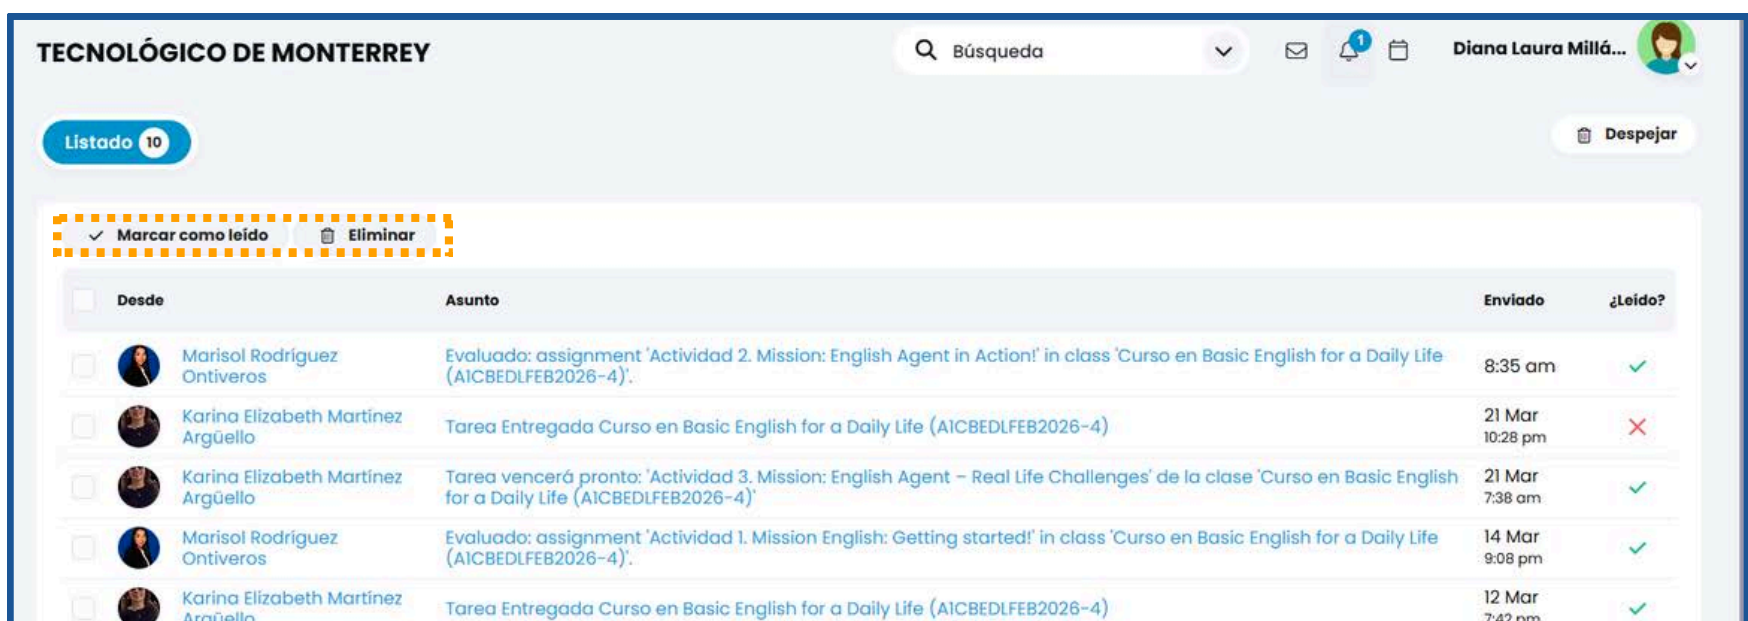 TECNOLÓGICO DE MONTERREY
Búsqueda
1
Diana Laura Millá...
Listado 10
Despejar
Marcar como leído
Eliminar
Desde
Asunto
Enviado
¿Leído?
Marisol Rodríguez
Ontiveros
Evaluado: assignment 'Actividad 2. Mission: English Agent in Action!' in class 'Curso en Basic English for a Daily Life
(A1CBEDLFEB2026-4)'.
8:35 am
Karina Elizabeth Martínez
Argüello
Tarea Entregada Curso en Basic English for a Daily Life (A1CBEDLFEB2026-4)
21 Mar
10:28 pm
Karina Elizabeth Martínez
Argüello
Tarea vencerá pronto: 'Actividad 3. Mission: English Agent – Real Life Challenges' de la clase 'Curso en Basic English
for a Daily Life (A1CBEDLFEB2026-4)'
21 Mar
7:38 am
Marisol Rodríguez
Ontiveros
Evaluado: assignment 'Actividad 1. Mission English: Getting started!' in class 'Curso en Basic English for a Daily Life
(A1CBEDLFEB2026-4)'.
14 Mar
9:08 pm
Karina Elizabeth Martínez
Argüello
Tarea Entregada Curso en Basic English for a Daily Life (A1CBEDLFEB2026-4)
12 Mar
7:42 pm